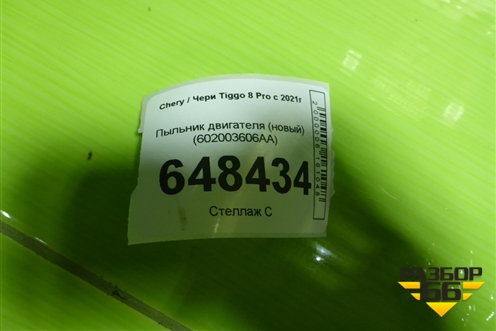 Chery / Чери Tiggo 8 Pro с 2021г
Пыльник двигателя (новый)
(602003606AA)
648434
Стеллаж С
РАЗБОР
66